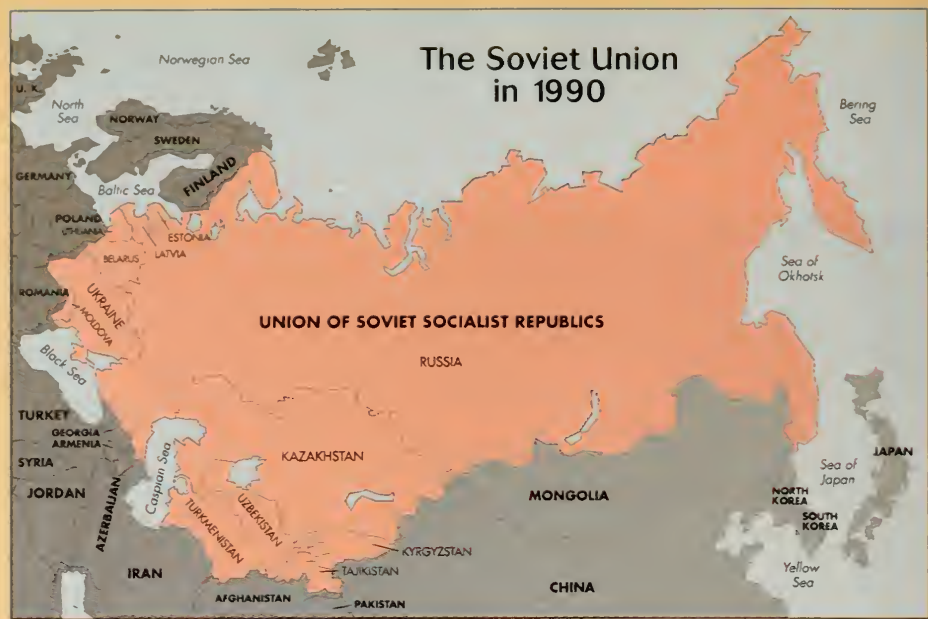 The Soviet Union
in 1990
Norwegian Sea
U. K.
North
Sea
NORWAY
SWEDEN
FINLAND
GERMANY
Baltic Sea
POLAND
LITHUANIA
ESTONIA
LATVIA
BELARUS
Bering
Sea
Sea of
Okhotsk
ROMANIA
UKRAINE
MOLDOVA
UNION OF SOVIET SOCIALIST REPUBLICS
RUSSIA
Black Sea
TURKEY
GEORGIA
ARMENIA
SYRIA
JORDAN
AZERBAIJAN
Caspian Sea
KAZAKHSTAN
UZBEKISTAN
TURKMENISTAN
KYRGYZSTAN
TAJIKISTAN
IRAN
AFGHANISTAN
PAKISTAN
MONGOLIA
CHINA
NORTH
KOREA
SOUTH
KOREA
Sea of
Japan
JAPAN
Yellow
Sea